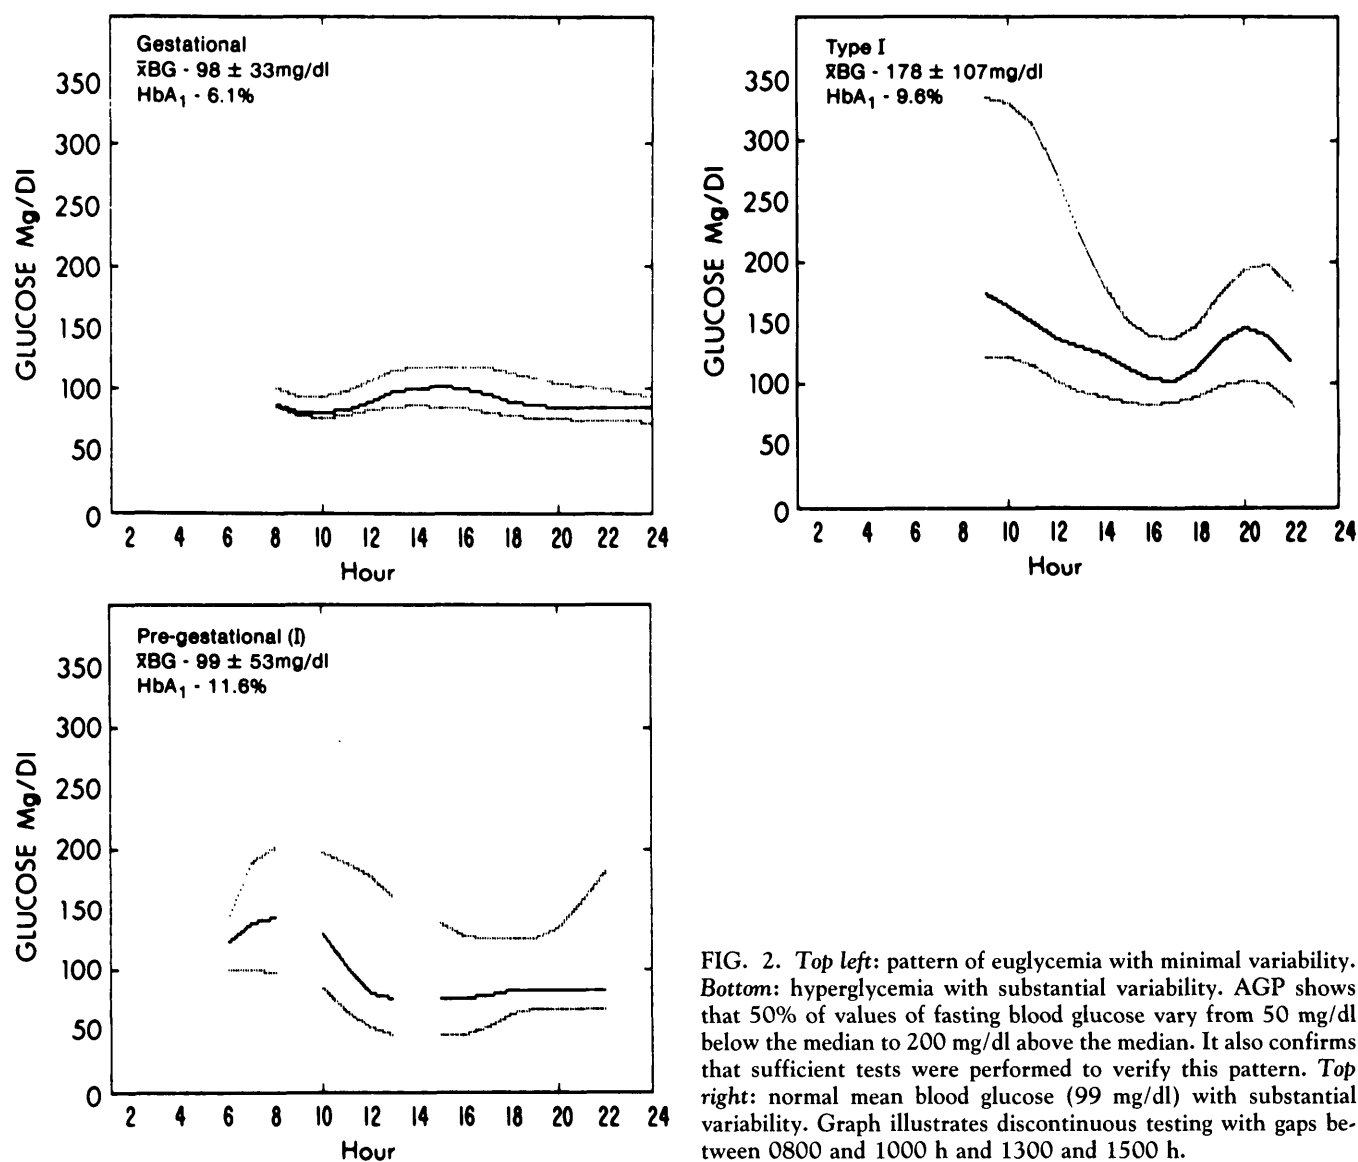 Gestational
x̄BG - 98 ± 33mg/dl
HbA₁ - 6.1%
GLUCOSE Mg/Dl
350
300
250
200
150
100
50
0
2 4 6 8 10 12 14 16 18 20 22 24
Hour
Type I
x̄BG - 178 ± 107mg/dl
HbA₁ - 9.6%
GLUCOSE Mg/Dl
350
300
250
200
150
100
50
0
2 4 6 8 10 12 14 16 18 20 22 24
Hour
Pre-gestational (I)
x̄BG - 99 ± 53mg/dl
HbA₁ - 11.6%
GLUCOSE Mg/Dl
350
300
250
200
150
100
50
0
2 4 6 8 10 12 14 16 18 20 22 24
Hour
FIG. 2. Top left: pattern of euglycemia with minimal variability.
Bottom: hyperglycemia with substantial variability. AGP shows
that 50% of values of fasting blood glucose vary from 50 mg/dl
below the median to 200 mg/dl above the median. It also confirms
that sufficient tests were performed to verify this pattern. Top
right: normal mean blood glucose (99 mg/dl) with substantial
variability. Graph illustrates discontinuous testing with gaps be-
tween 0800 and 1000 h and 1300 and 1500 h.